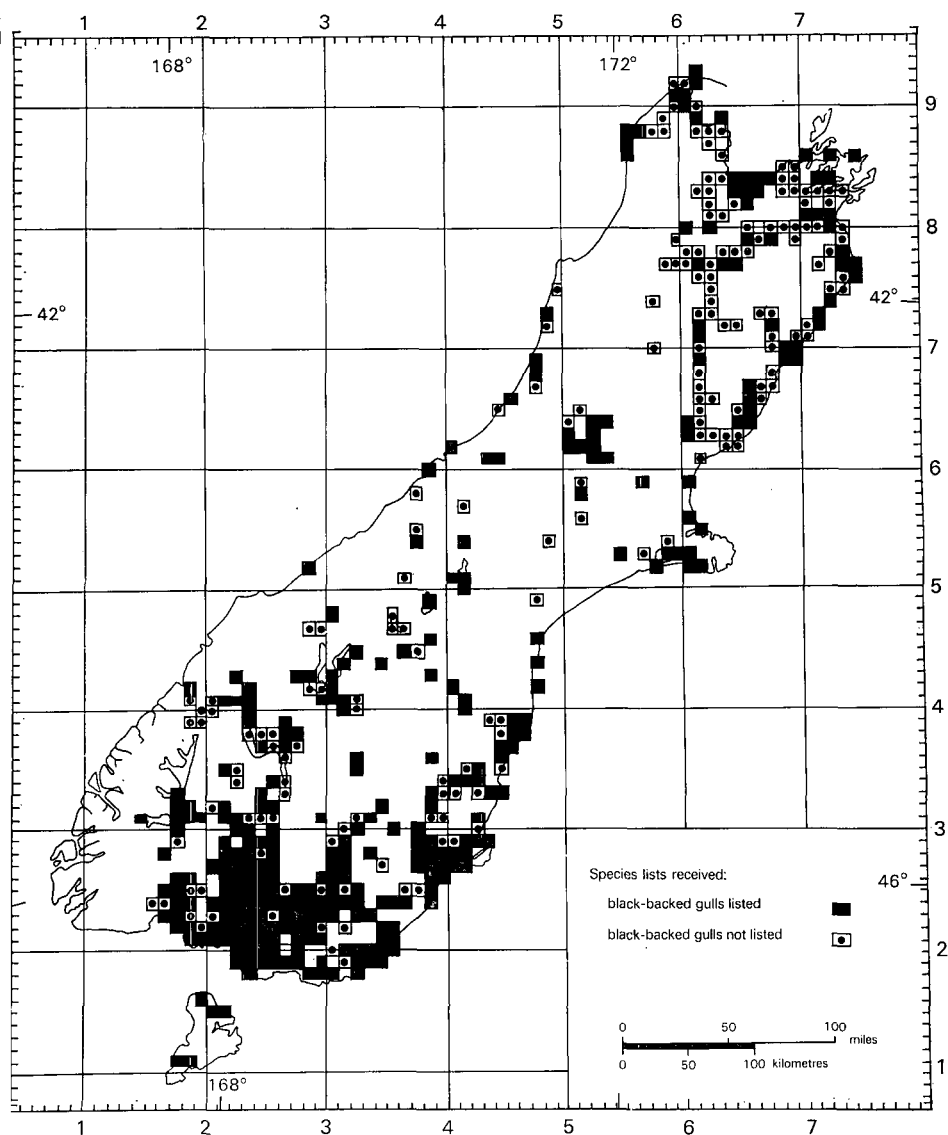 1 2 3 4 5 6 7
168° 172°
9
8
42° 42°
7
6
5
4
3
Species lists received:
46°
black-backed gulls listed
black-backed gulls not listed
2
0 50 100 miles
0 50 100 kilometres
1
168°
1 2 3 4 5 6 7